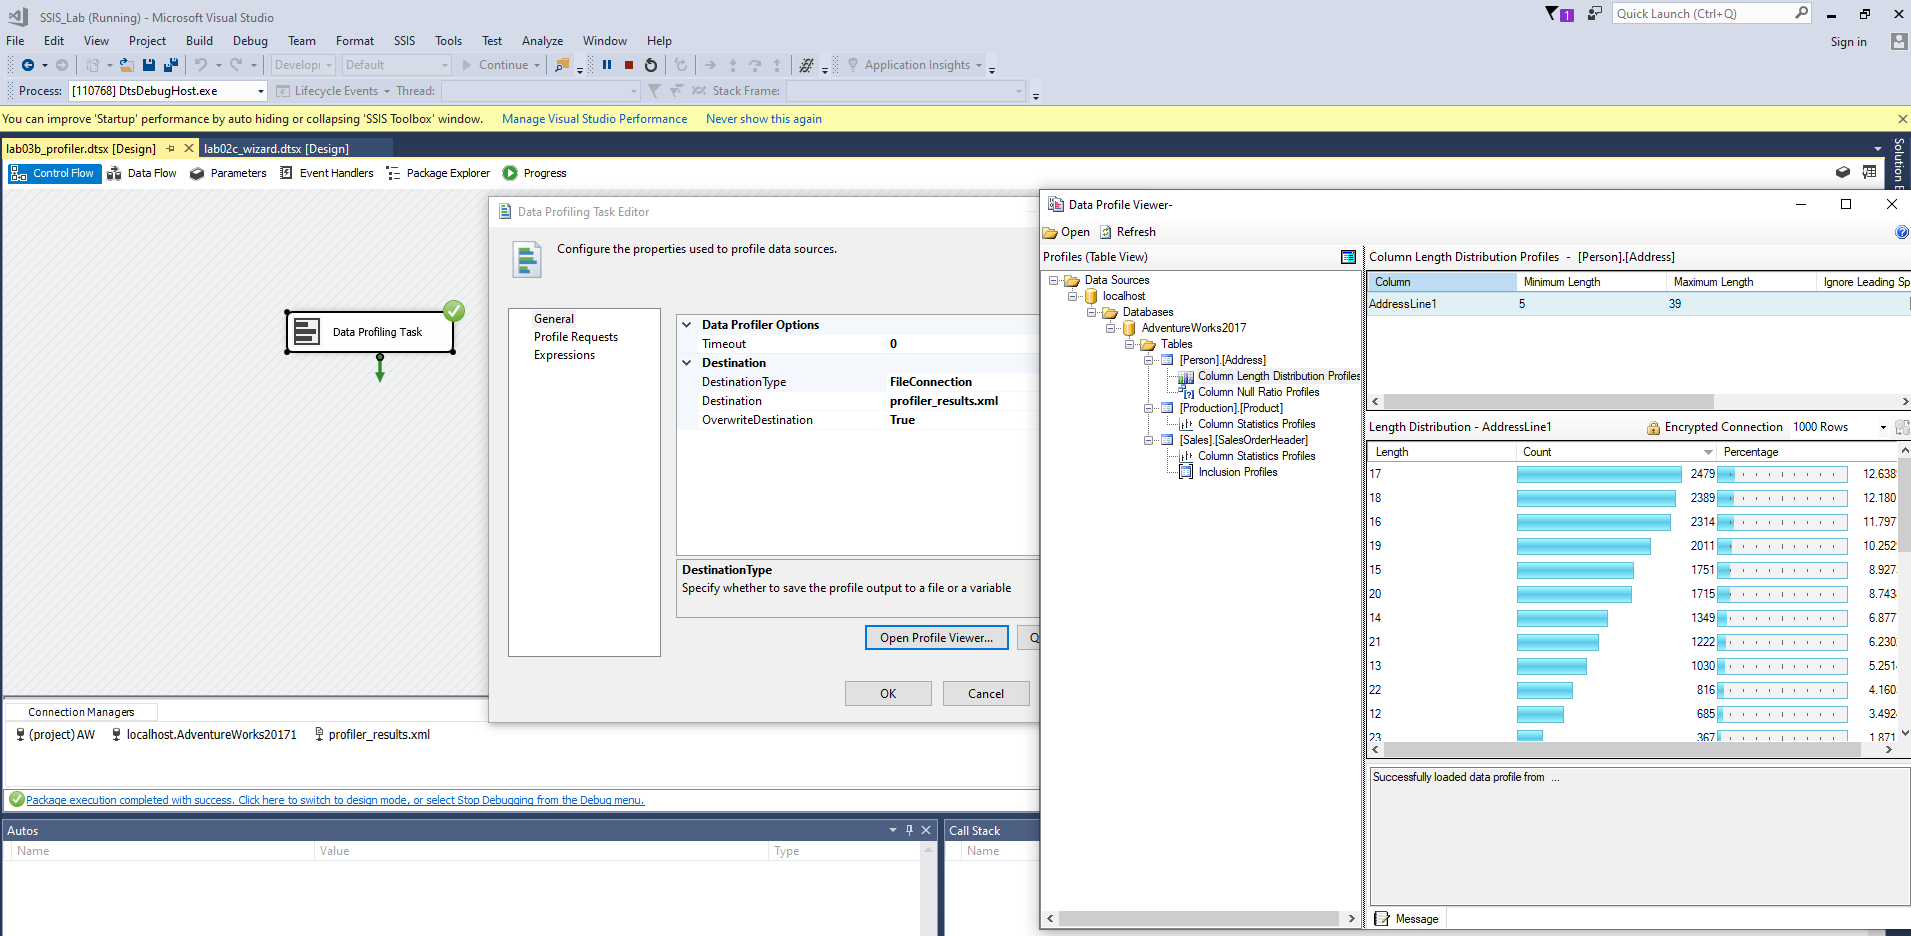 SSIS_Lab (Running) - Microsoft Visual Studio
1
Quick Launch (Ctrl+Q)
File Edit View Project Build Debug Team Format SSIS Tools Test Analyze Window Help
Sign in
Develop Default Continue Application Insights
Process: [110768] DtsDebugHost.exe Lifecycle Events Thread: Stack Frame:
You can improve 'Startup' performance by auto hiding or collapsing 'SSIS Toolbox' window. Manage Visual Studio Performance Never show this again
lab03b_profiler.dtsx [Design] lab02c_wizard.dtsx [Design]
Solution E
Control Flow Data Flow Parameters Event Handlers Package Explorer Progress
Data Profiling Task
Data Profiling Task Editor
Configure the properties used to profile data sources.
General
Profile Requests
Expressions
Data Profiler Options
Timeout 0
Destination
DestinationType FileConnection
Destination profiler_results.xml
OverwriteDestination True
DestinationType
Specify whether to save the profile output to a file or a variable
Open Profile Viewer... Q
OK Cancel
Data Profile Viewer-
Open Refresh
Profiles (Table View)
Data Sources
localhost
Databases
AdventureWorks2017
Tables
[Person].[Address]
Column Length Distribution Profiles
Column Null Ratio Profiles
[Production].[Product]
Column Statistics Profiles
[Sales].[SalesOrderHeader]
Column Statistics Profiles
Inclusion Profiles
Column Length Distribution Profiles - [Person].[Address]
Column Minimum Length Maximum Length Ignore Leading Sp
AddressLine1 5 39
Length Distribution - AddressLine1 Encrypted Connection 1000 Rows
Length Count Percentage
17 2479 12.638
18 2389 12.180
16 2314 11.797
19 2011 10.252
15 1751 8.927
20 1715 8.743
14 1349 6.877
21 1222 6.230
13 1030 5.251
22 816 4.160
12 685 3.492
23 367 1.871
Successfully loaded data profile from ...
Message
Connection Managers
(project) AW localhost.AdventureWorks20171 profiler_results.xml
Package execution completed with success. Click here to switch to design mode, or select Stop Debugging from the Debug menu.
Autos
Name Value Type
Call Stack
Name